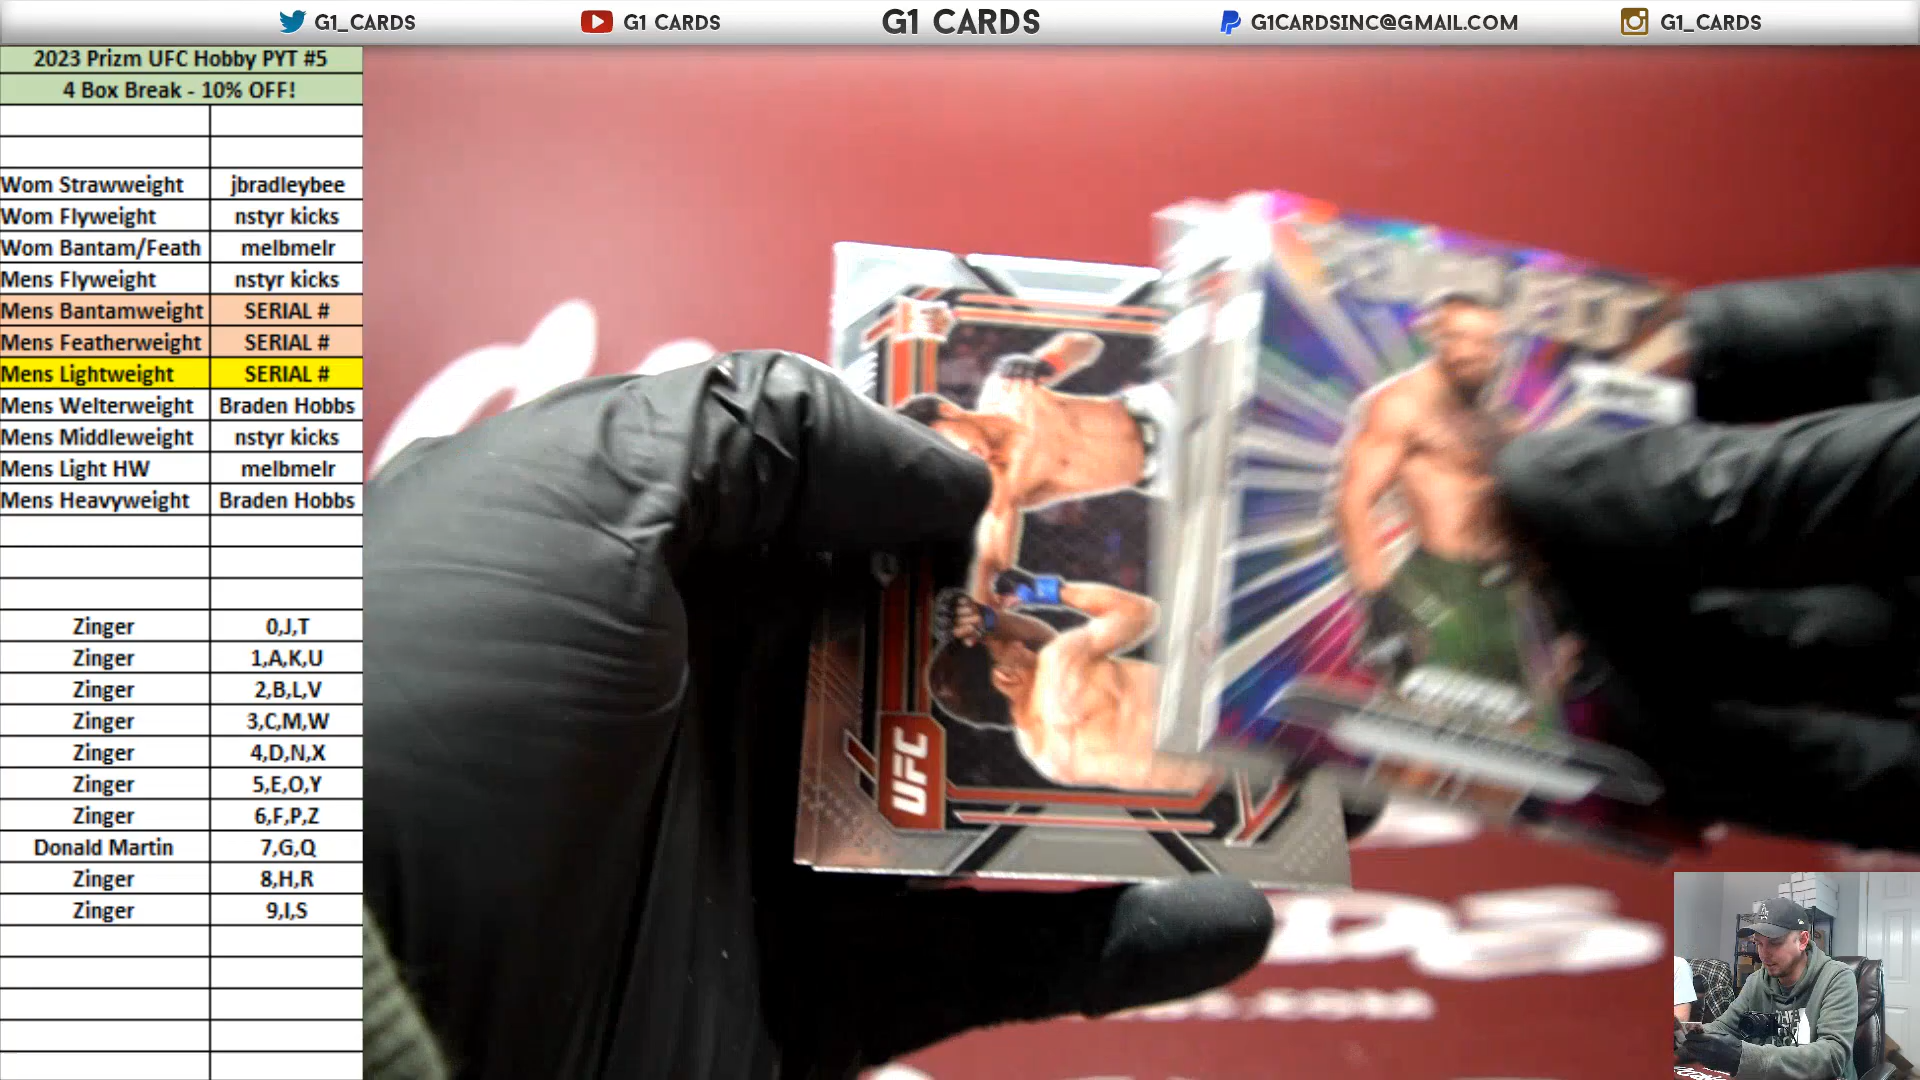 G1_CARDS
G1 CARDS
G1 CARDS
G1CARDSINC@GMAIL.COM
G1_CARDS
2023 Prizm UFC Hobby PYT #5
4 Box Break - 10% OFF!
Wom Strawweight jbradleybee
Wom Flyweight nstyr kicks
Wom Bantam/Feath melbmelr
Mens Flyweight nstyr kicks
Mens Bantamweight SERIAL #
Mens Featherweight SERIAL #
Mens Lightweight SERIAL #
Mens Welterweight Braden Hobbs
Mens Middleweight nstyr kicks
Mens Light HW melbmelr
Mens Heavyweight Braden Hobbs
Zinger 0,J,T
Zinger 1,A,K,U
Zinger 2,B,L,V
Zinger 3,C,M,W
Zinger 4,D,N,X
Zinger 5,E,O,Y
Zinger 6,F,P,Z
Donald Martin 7,G,Q
Zinger 8,H,R
Zinger 9,I,S
UFC